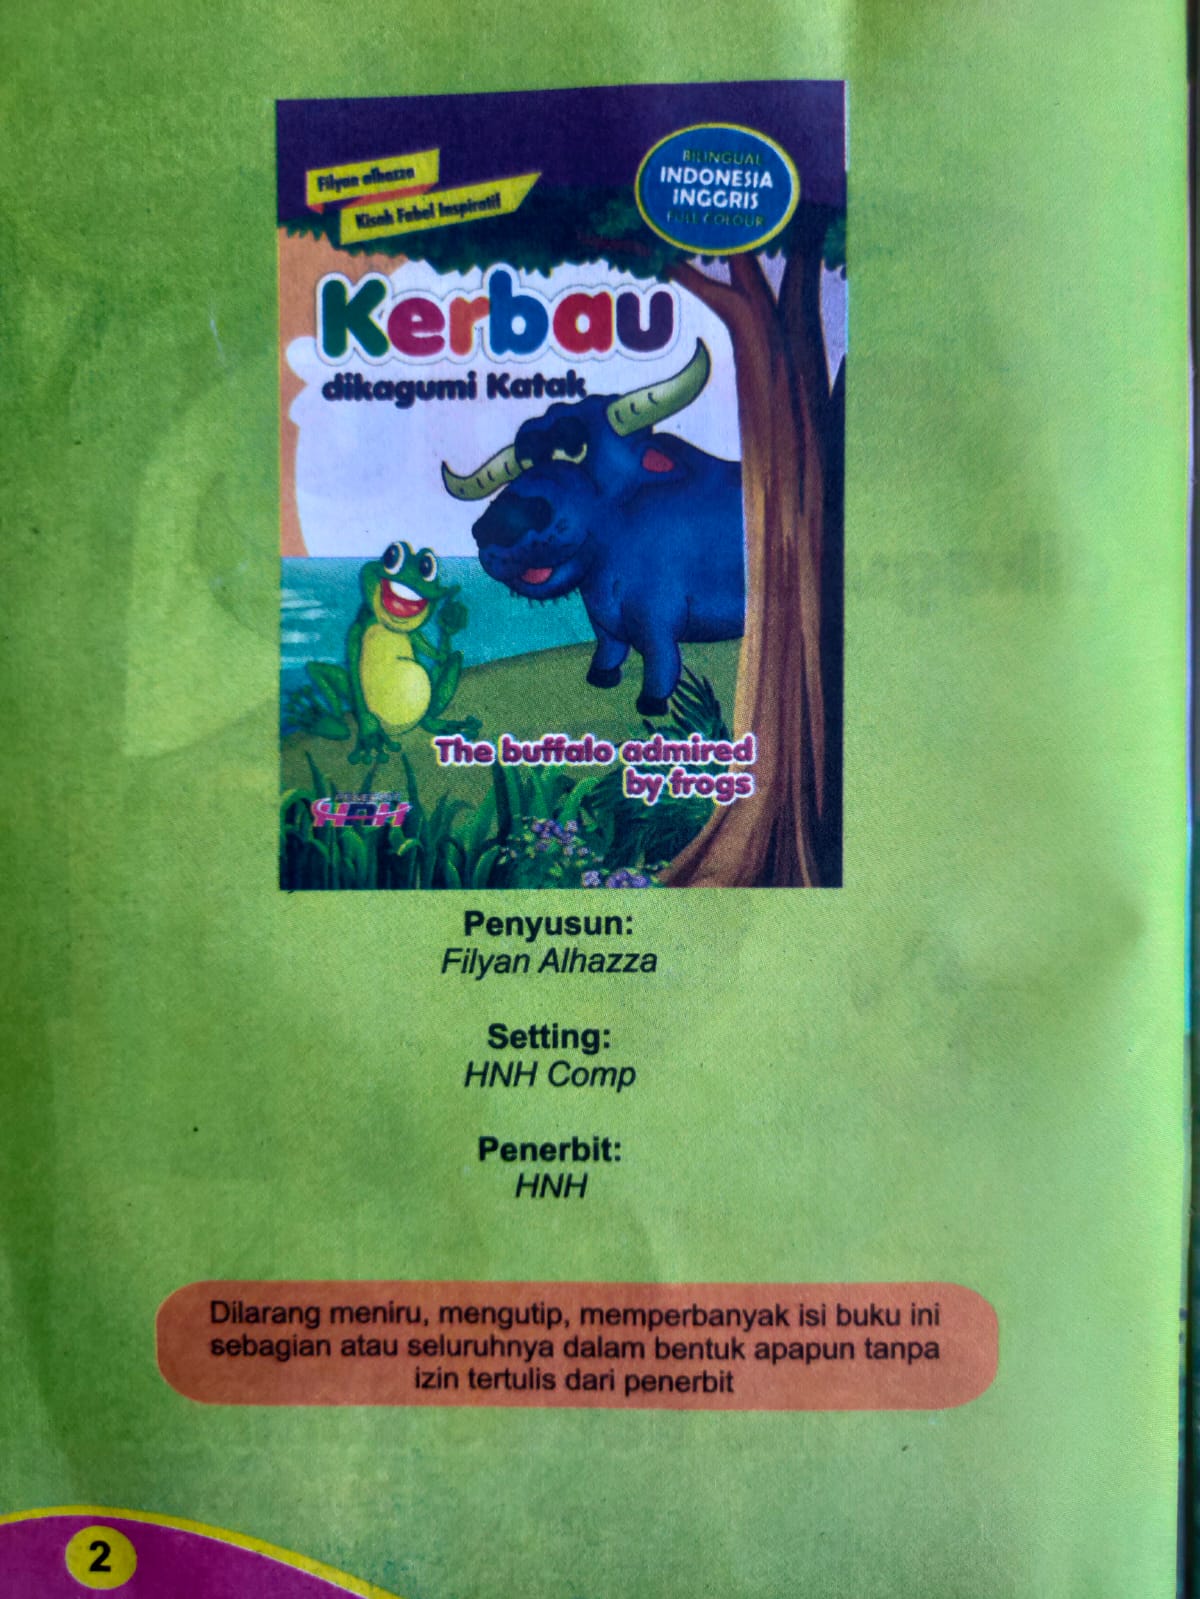 Filyan alhazza
Kisah Fabel Inspiratif
BILINGUAL
INDONESIA
INGGRIS
FULL COLOUR
Kerbau
dikagumi Katak
The buffalo admired
by frogs
PENERBIT
HNH
Penyusun:
Filyan Alhazza
Setting:
HNH Comp
Penerbit:
HNH
Dilarang meniru, mengutip, memperbanyak isi buku ini
sebagian atau seluruhnya dalam bentuk apapun tanpa
izin tertulis dari penerbit
2